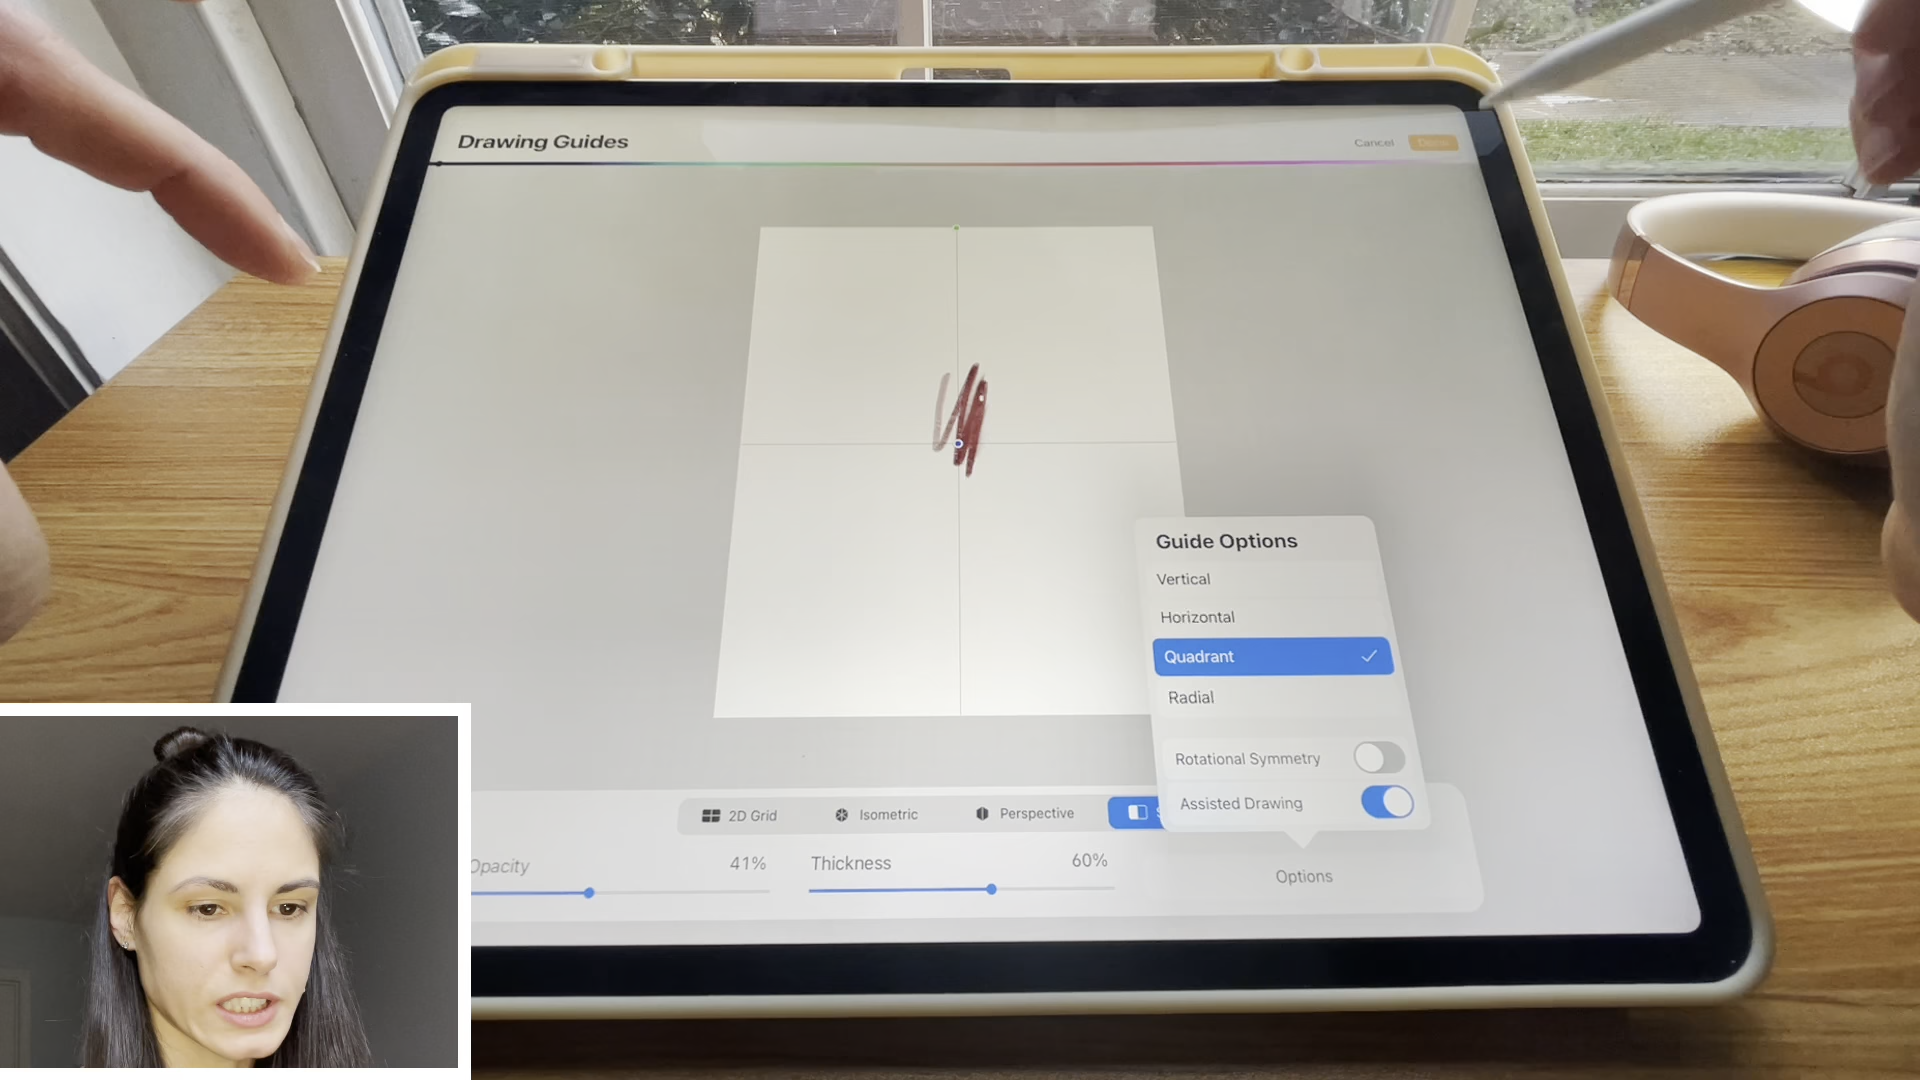 Drawing Guides
Cancel
Done
Guide Options
Vertical
Horizontal
Quadrant
Radial
Rotational Symmetry
Assisted Drawing
2D Grid
Isometric
Perspective
Opacity
41%
Thickness
60%
Options